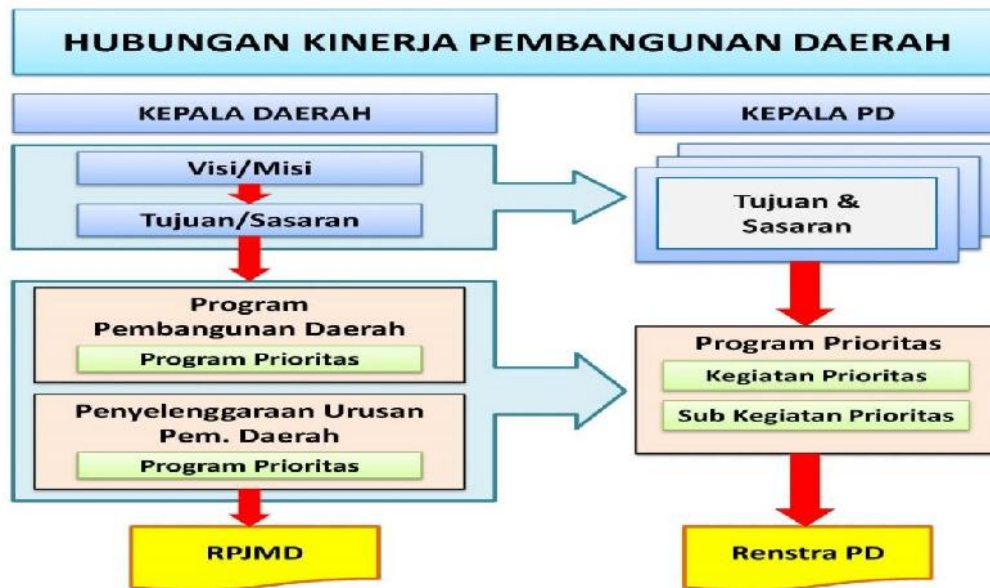 HUBUNGAN KINERJA PEMBANGUNAN DAERAH
KEPALA DAERAH
Visi/Misi
Tujuan/Sasaran
Program
Pembangunan Daerah
Program Prioritas
Penyelenggaraan Urusan
Pem. Daerah
Program Prioritas
RPJMD
KEPALA PD
Tujuan &
Sasaran
Program Prioritas
Kegiatan Prioritas
Sub Kegiatan Prioritas
Renstra PD